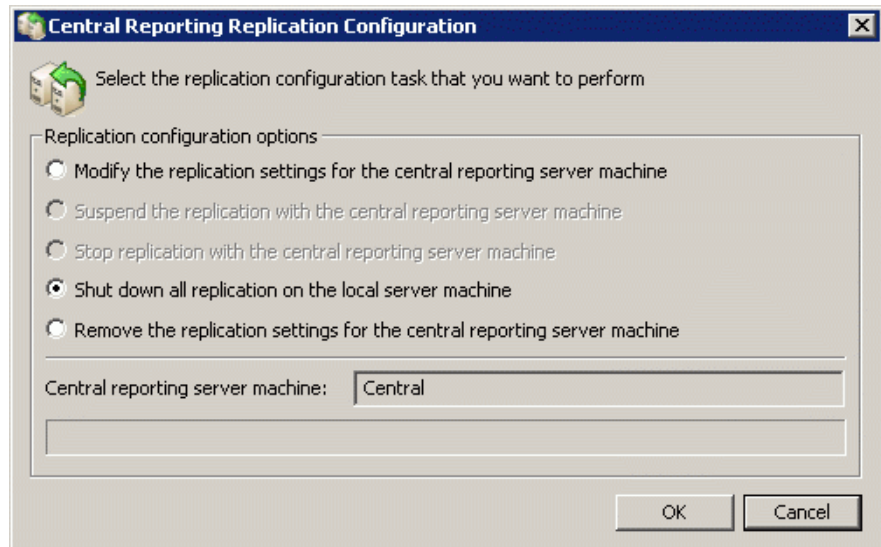 Central Reporting Replication Configuration
Select the replication configuration task that you want to perform
Replication configuration options
Modify the replication settings for the central reporting server machine
Suspend the replication with the central reporting server machine
Stop replication with the central reporting server machine
Shut down all replication on the local server machine
Remove the replication settings for the central reporting server machine
Central reporting server machine: Central
OK Cancel